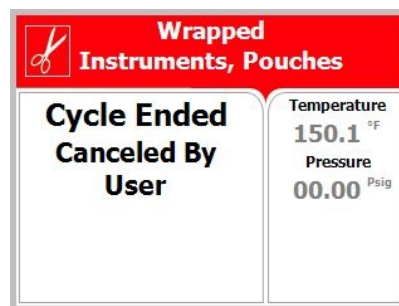 Wrapped
Instruments, Pouches
Cycle Ended
Canceled By
User
Temperature
150.1 °F
Pressure
00.00 Psig